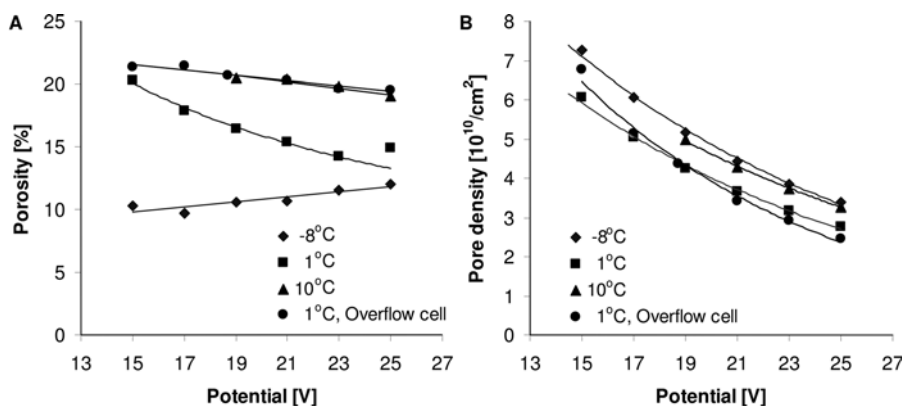 A
Porosity [%]
25
20
15
10
5
0
-8°C
1°C
10°C
1°C, Overflow cell
13 15 17 19 21 23 25 27
Potential [V]
B
Pore density [10¹⁰/cm²]
8
7
6
5
4
3
2
1
0
-8°C
1°C
10°C
1°C, Overflow cell
13 15 17 19 21 23 25 27
Potential [V]